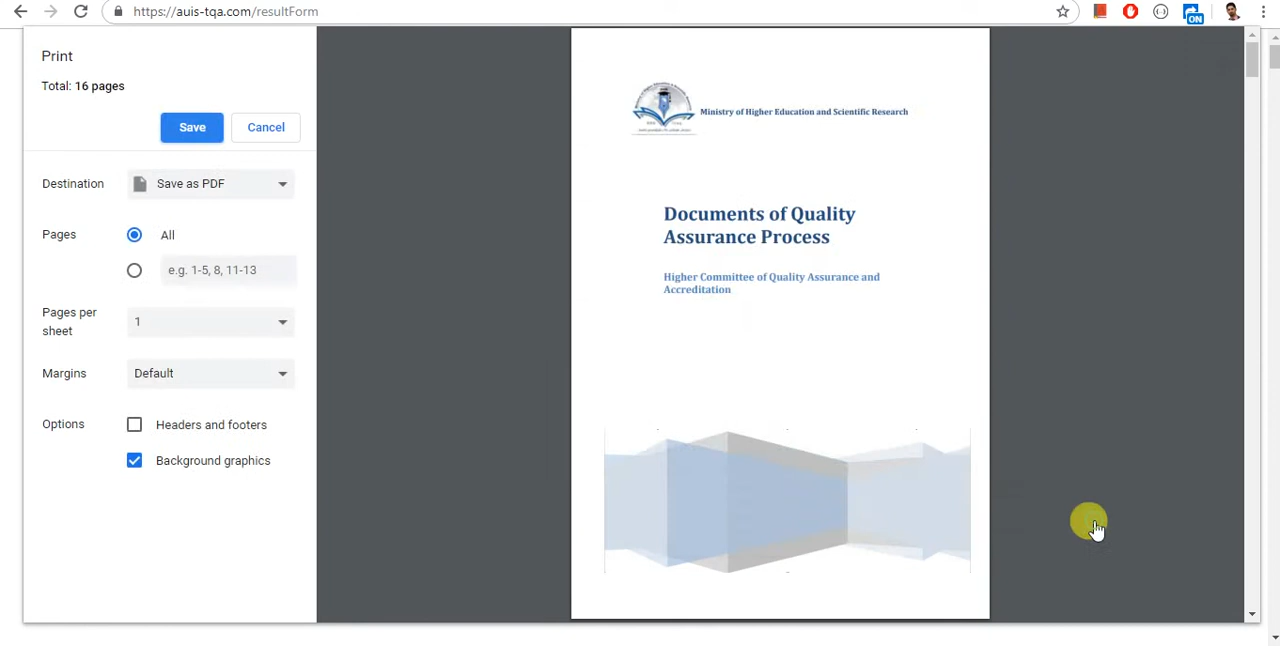 https://auis-tqa.com/resultForm
ON
Print
Total: 16 pages
Save
Cancel
Destination
Save as PDF
Pages
All
e.g. 1-5, 8, 11-13
Pages per
sheet
1
Margins
Default
Options
Headers and footers
Background graphics
Ministry of Higher Education and Scientific Research
Documents of Quality
Assurance Process
Higher Committee of Quality Assurance and
Accreditation